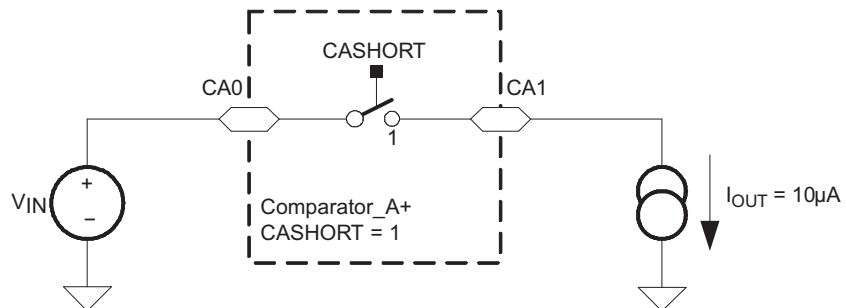 CASHORT
CA0
CA1
1
VIN
+
−
Comparator_A+
CASHORT = 1
IOUT = 10µA